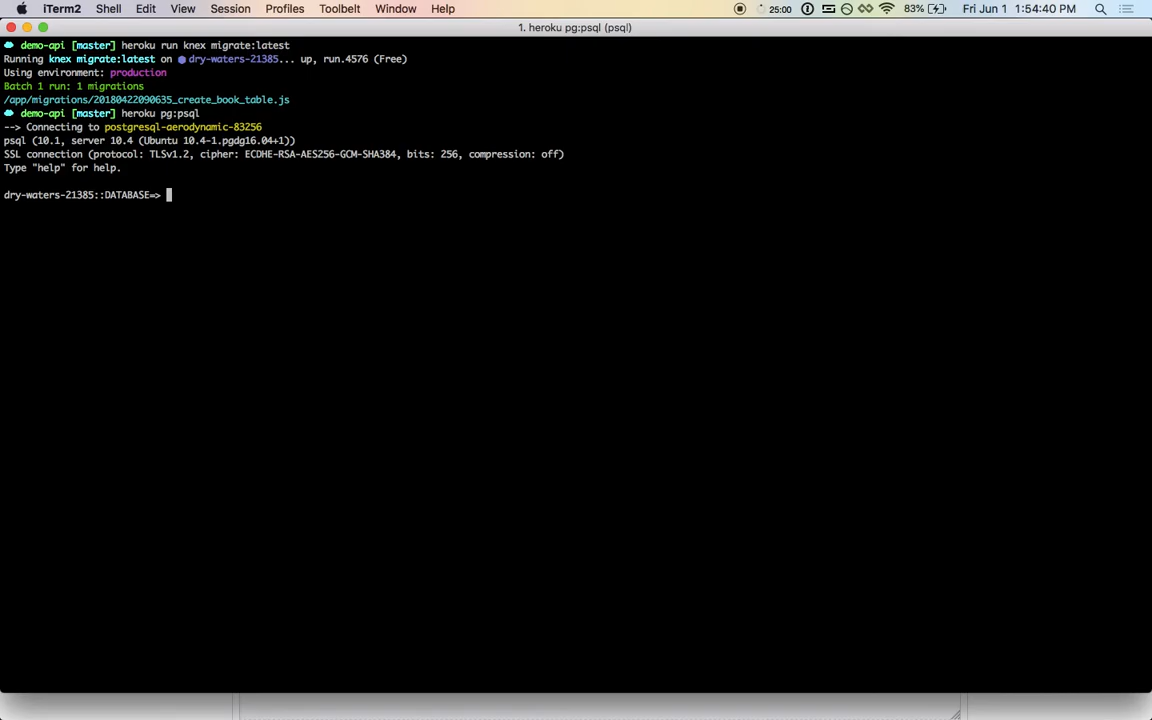 iTerm2 Shell Edit View Session Profiles Toolbelt Window Help 25:00 83% Fri Jun 1 1:54:40 PM
1. heroku pg:psql (psql)
demo-api [master] heroku run knex migrate:latest
Running knex migrate:latest on dry-waters-21385... up, run.4576 (Free)
Using environment: production
Batch 1 run: 1 migrations
/app/migrations/20180422090635_create_book_table.js
demo-api [master] heroku pg:psql
--> Connecting to postgresql-aerodynamic-83256
psql (10.1, server 10.4 (Ubuntu 10.4-1.pgdg16.04+1))
SSL connection (protocol: TLSv1.2, cipher: ECDHE-RSA-AES256-GCM-SHA384, bits: 256, compression: off)
Type "help" for help.
dry-waters-21385::DATABASE=>